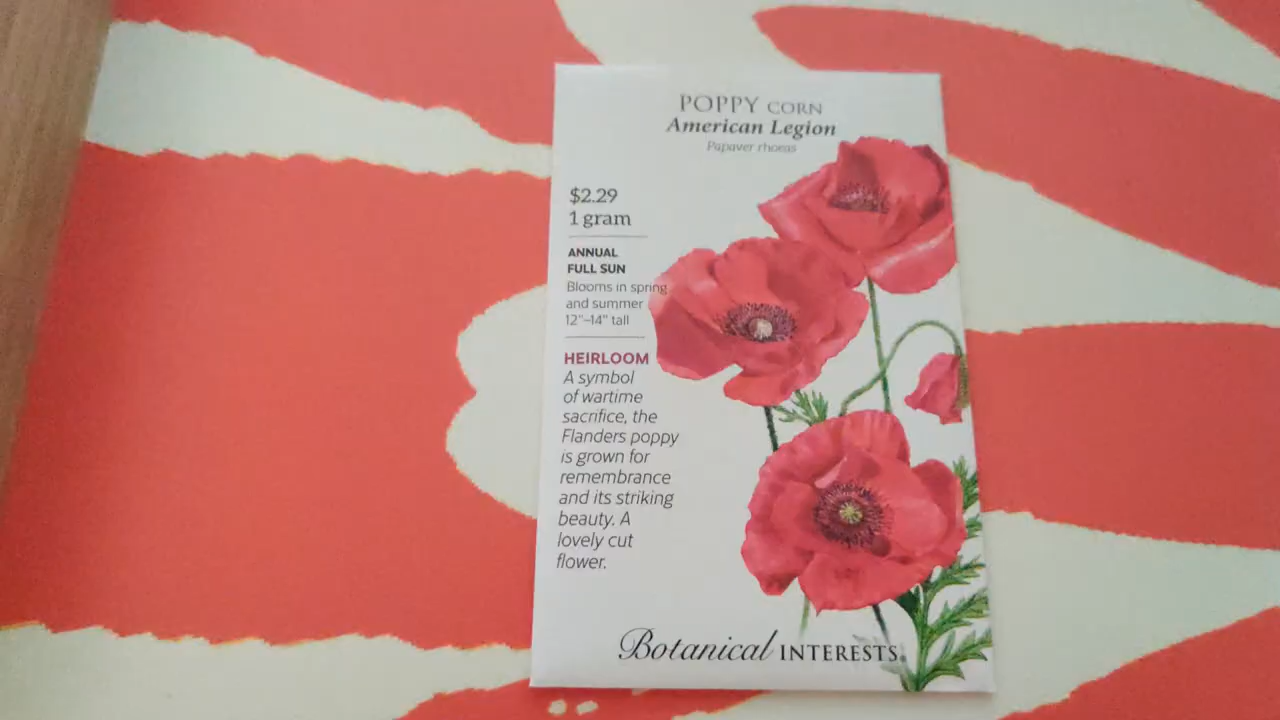 POPPY CORN
American Legion
Papaver rhoeas
$2.29
1 gram
ANNUAL
FULL SUN
Blooms in spring
and summer
12"–14" tall
HEIRLOOM
A symbol
of wartime
sacrifice, the
Flanders poppy
is grown for
remembrance
and its striking
beauty. A
lovely cut
flower.
Botanical INTERESTS